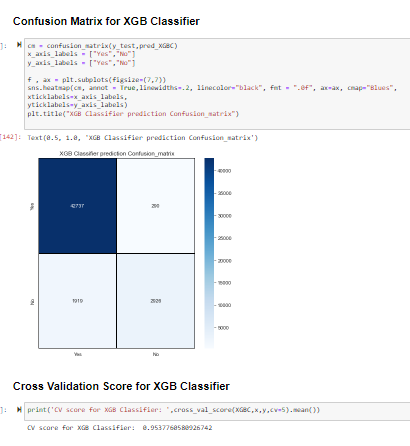 Confusion Matrix for XGB Classifier
]:
cm = confusion_matrix(y_test,pred_XGBC)
x_axis_labels = ["Yes","No"]
y_axis_labels = ["Yes","No"]
f , ax = plt.subplots(figsize=(7,7))
sns.heatmap(cm, annot = True,linewidths=.2, linecolor="black", fmt = ".0f", ax=ax, cmap="Blues",
xticklabels=x_axis_labels,
yticklabels=y_axis_labels)
plt.title("XGB Classifier prediction Confusion_matrix")
[142]: Text(0.5, 1.0, 'XGB Classifier prediction Confusion_matrix')
XGB Classifier prediction Confusion_matrix
40000
35000
30000
Yes
42737
25000
20000
15000
No
1919
10000
5000
Yes No
Cross Validation Score for XGB Classifier
]: print('CV score for XGB Classifier: ',cross_val_score(XGBC,x,y,cv=5).mean())
CV score for XGB Classifier: 0.9537760580926742